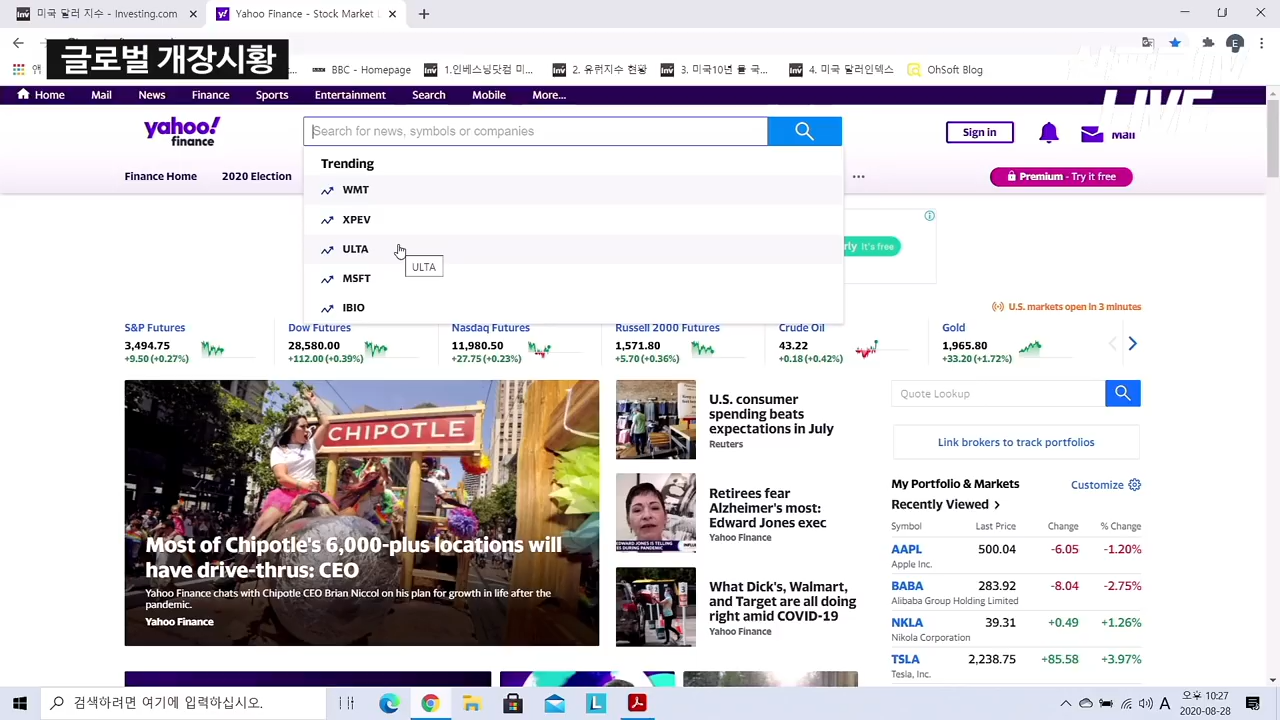 미국 달러 지수 - Investing.com
Yahoo Finance - Stock Market L
글로벌 개장시황
BBC - Homepage
1.인베스팅닷컴 미...
2. 유럽지수 현황
3. 미국10년 물 국...
4. 미국 달러인덱스
OhSoft Blog
LIVE
Home Mail News Finance Sports Entertainment Search Mobile More...
yahoo!
finance
Search for news, symbols or companies
Sign in
Mail
Finance Home
2020 Election
Premium - Try it free
Trending
WMT
XPEV
ULTA
ULTA
MSFT
IBIO
It's free
U.S. markets open in 3 minutes
S&P Futures
3,494.75
+9.50 (+0.27%)
Dow Futures
28,580.00
+112.00 (+0.39%)
Nasdaq Futures
11,980.50
+27.75 (+0.23%)
Russell 2000 Futures
1,571.80
+5.70 (+0.36%)
Crude Oil
43.22
+0.18 (+0.42%)
Gold
1,965.80
+33.20 (+1.72%)
CHIPOTLE
Most of Chipotle's 6,000-plus locations will
have drive-thrus: CEO
Yahoo Finance chats with Chipotle CEO Brian Niccol on his plan for growth in life after the
pandemic.
Yahoo Finance
U.S. consumer
spending beats
expectations in July
Reuters
Retirees fear
Alzheimer's most:
Edward Jones exec
Yahoo Finance
What Dick's, Walmart,
and Target are all doing
right amid COVID-19
Yahoo Finance
Quote Lookup
Link brokers to track portfolios
My Portfolio & Markets
Customize
Recently Viewed
Symbol Last Price Change % Change
AAPL 500.04 -6.05 -1.20%
Apple Inc.
BABA 283.92 -8.04 -2.75%
Alibaba Group Holding Limited
NKLA 39.31 +0.49 +1.26%
Nikola Corporation
TSLA 2,238.75 +85.58 +3.97%
Tesla, Inc.
검색하려면 여기에 입력하십시오.
A
오후 10:27
2020-08-28